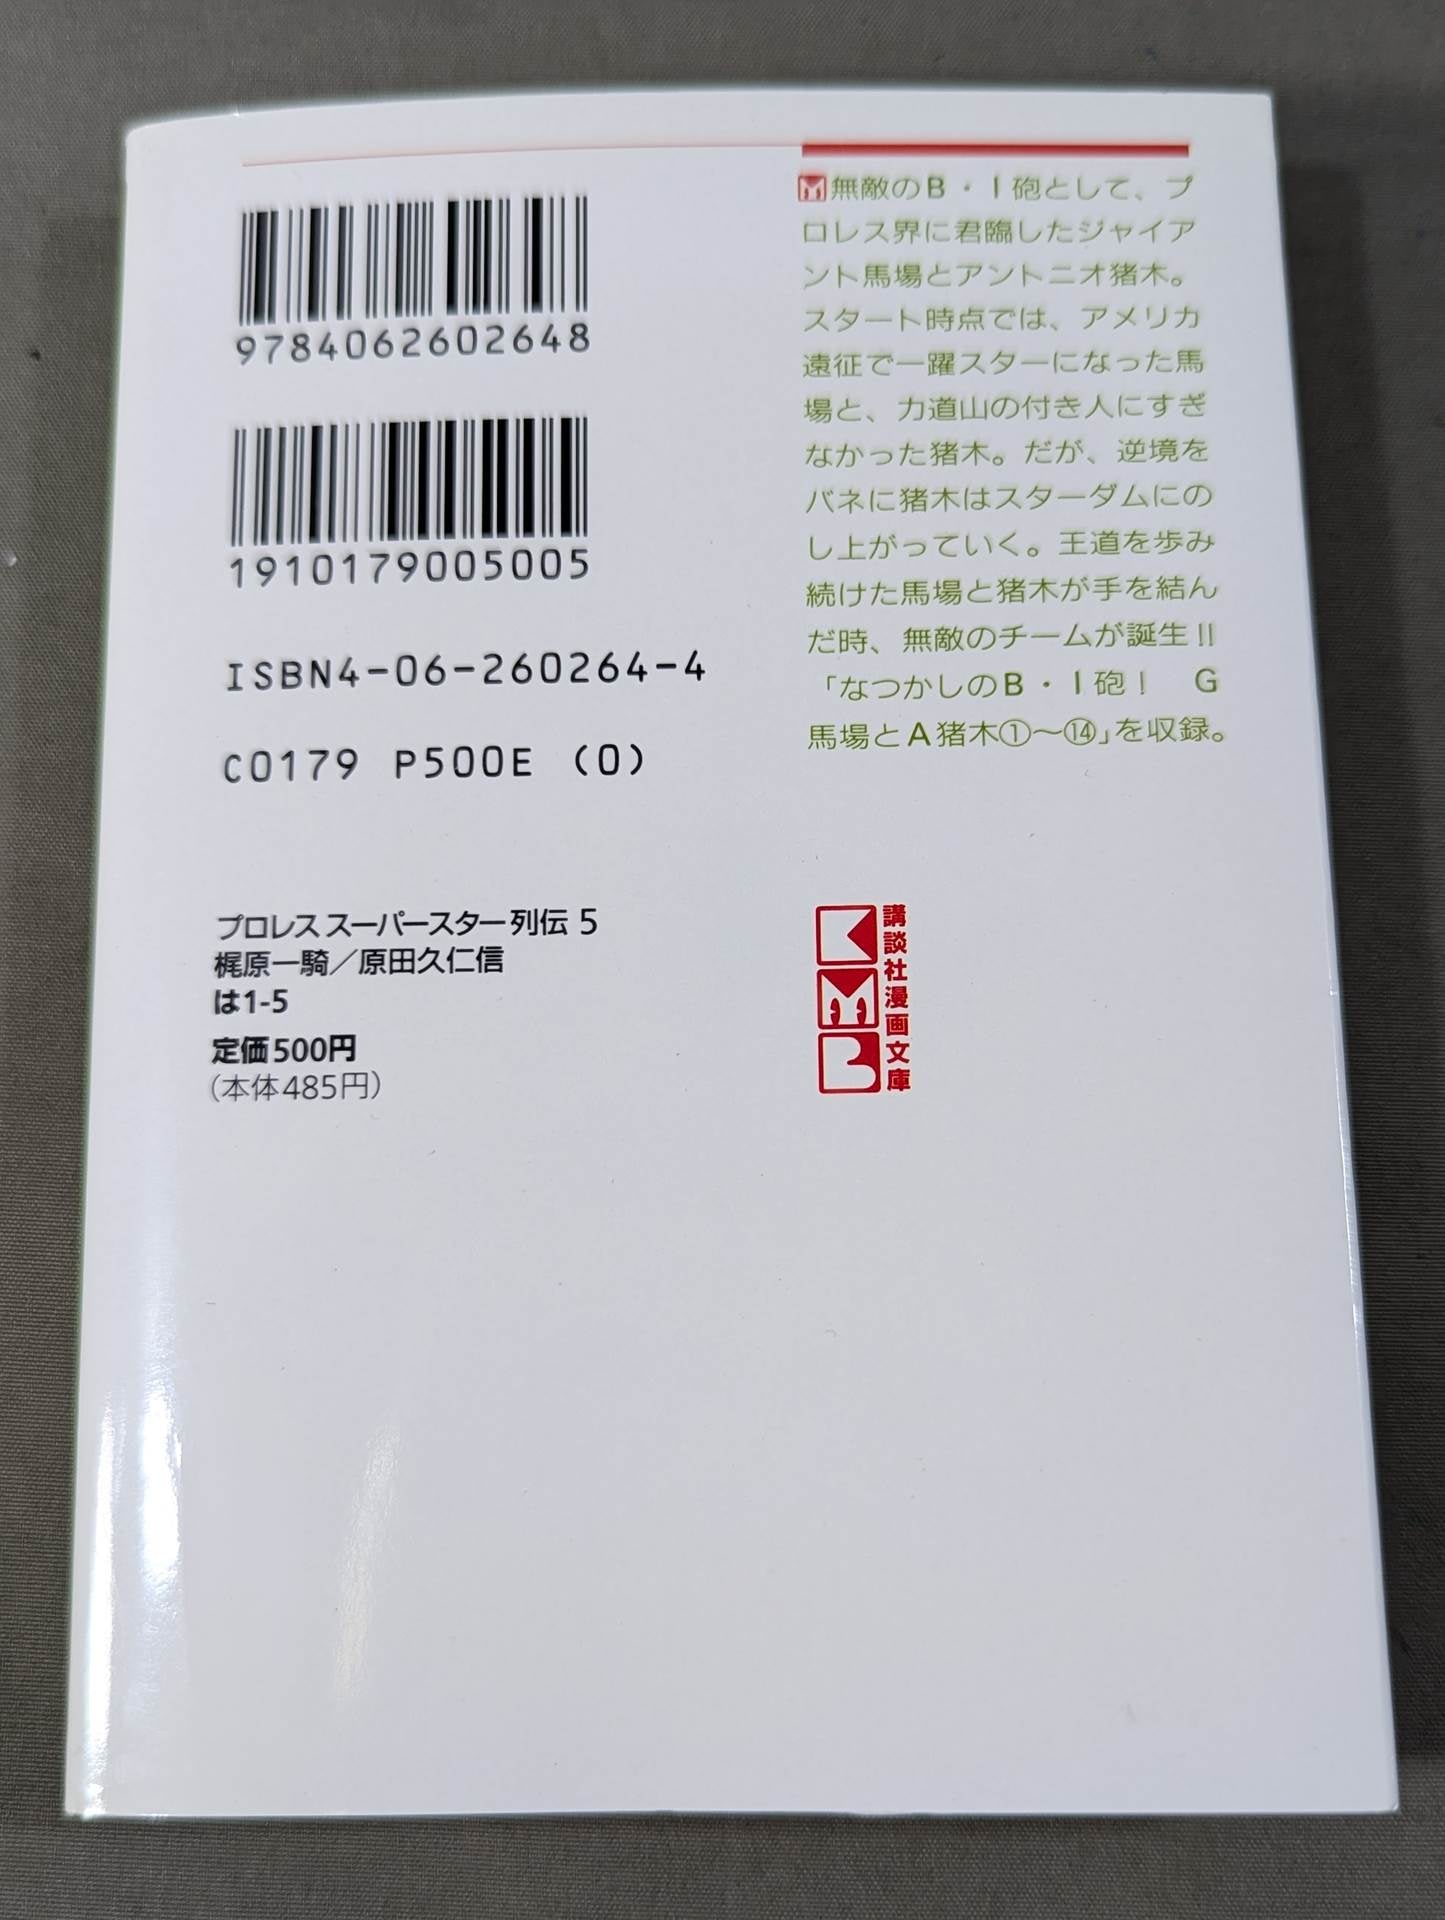 9784062602648
1910179005005
ISBN4-06-260264-4
C0179 P500E (0)
無敵のB・I砲として、プ
ロレス界に君臨したジャイア
ント馬場とアントニオ猪木。
スタート時点では、アメリカ
遠征で一躍スターになった馬
場と、力道山の付き人にすぎ
なかった猪木。だが、逆境を
バネに猪木はスターダムにの
し上がっていく。王道を歩み
続けた馬場と猪木が手を結ん
だ時、無敵のチームが誕生!!
「なつかしのB・I砲！　G
馬場とA猪木①～⑭」を収録。
プロレススーパースター列伝 5
梶原一騎／原田久仁信
は1-5
定価500円
（本体485円）
KMB
講談社漫画文庫